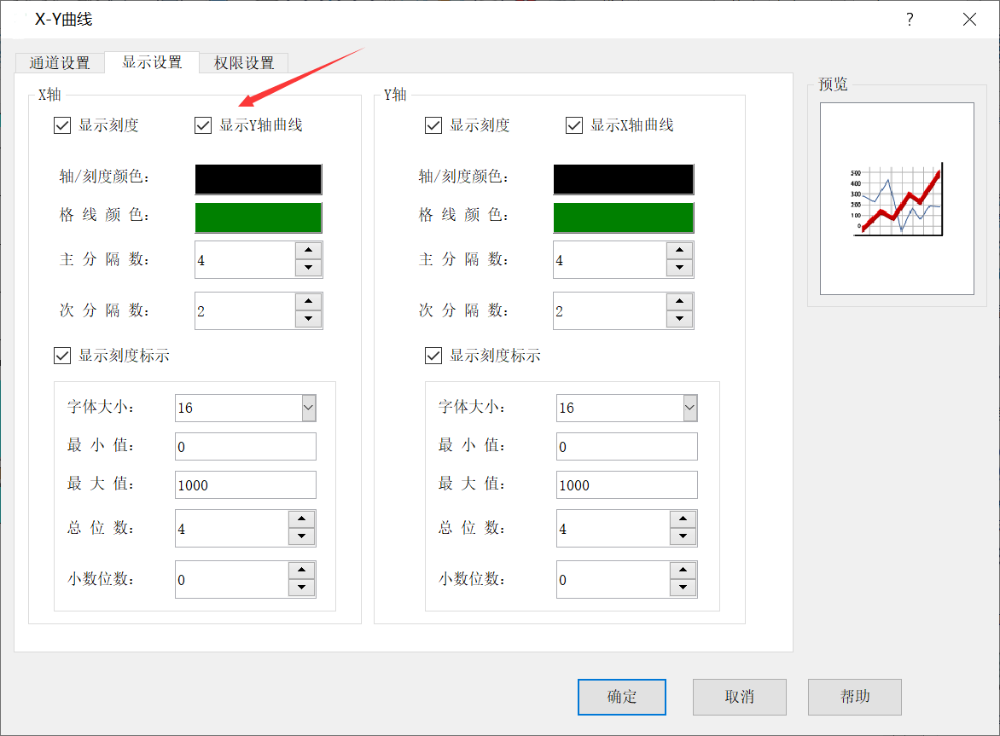 X-Y曲线
?
通道设置 显示设置 权限设置
X轴
显示刻度 显示Y轴曲线
轴/刻度颜色:
格线颜色:
主分隔数: 4
次分隔数: 2
显示刻度标示
字体大小: 16
最小值: 0
最大值: 1000
总位数: 4
小数位数: 0
Y轴
显示刻度 显示X轴曲线
轴/刻度颜色:
格线颜色:
主分隔数: 4
次分隔数: 2
显示刻度标示
字体大小: 16
最小值: 0
最大值: 1000
总位数: 4
小数位数: 0
预览
500
400
300
200
100
0
确定 取消 帮助